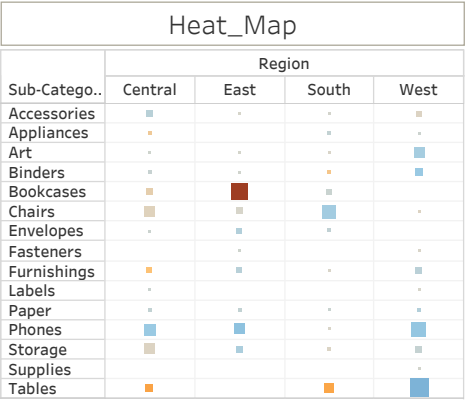 Heat_Map
Region
Sub-Catego.. Central East South West
Accessories
Appliances
Art
Binders
Bookcases
Chairs
Envelopes
Fasteners
Furnishings
Labels
Paper
Phones
Storage
Supplies
Tables